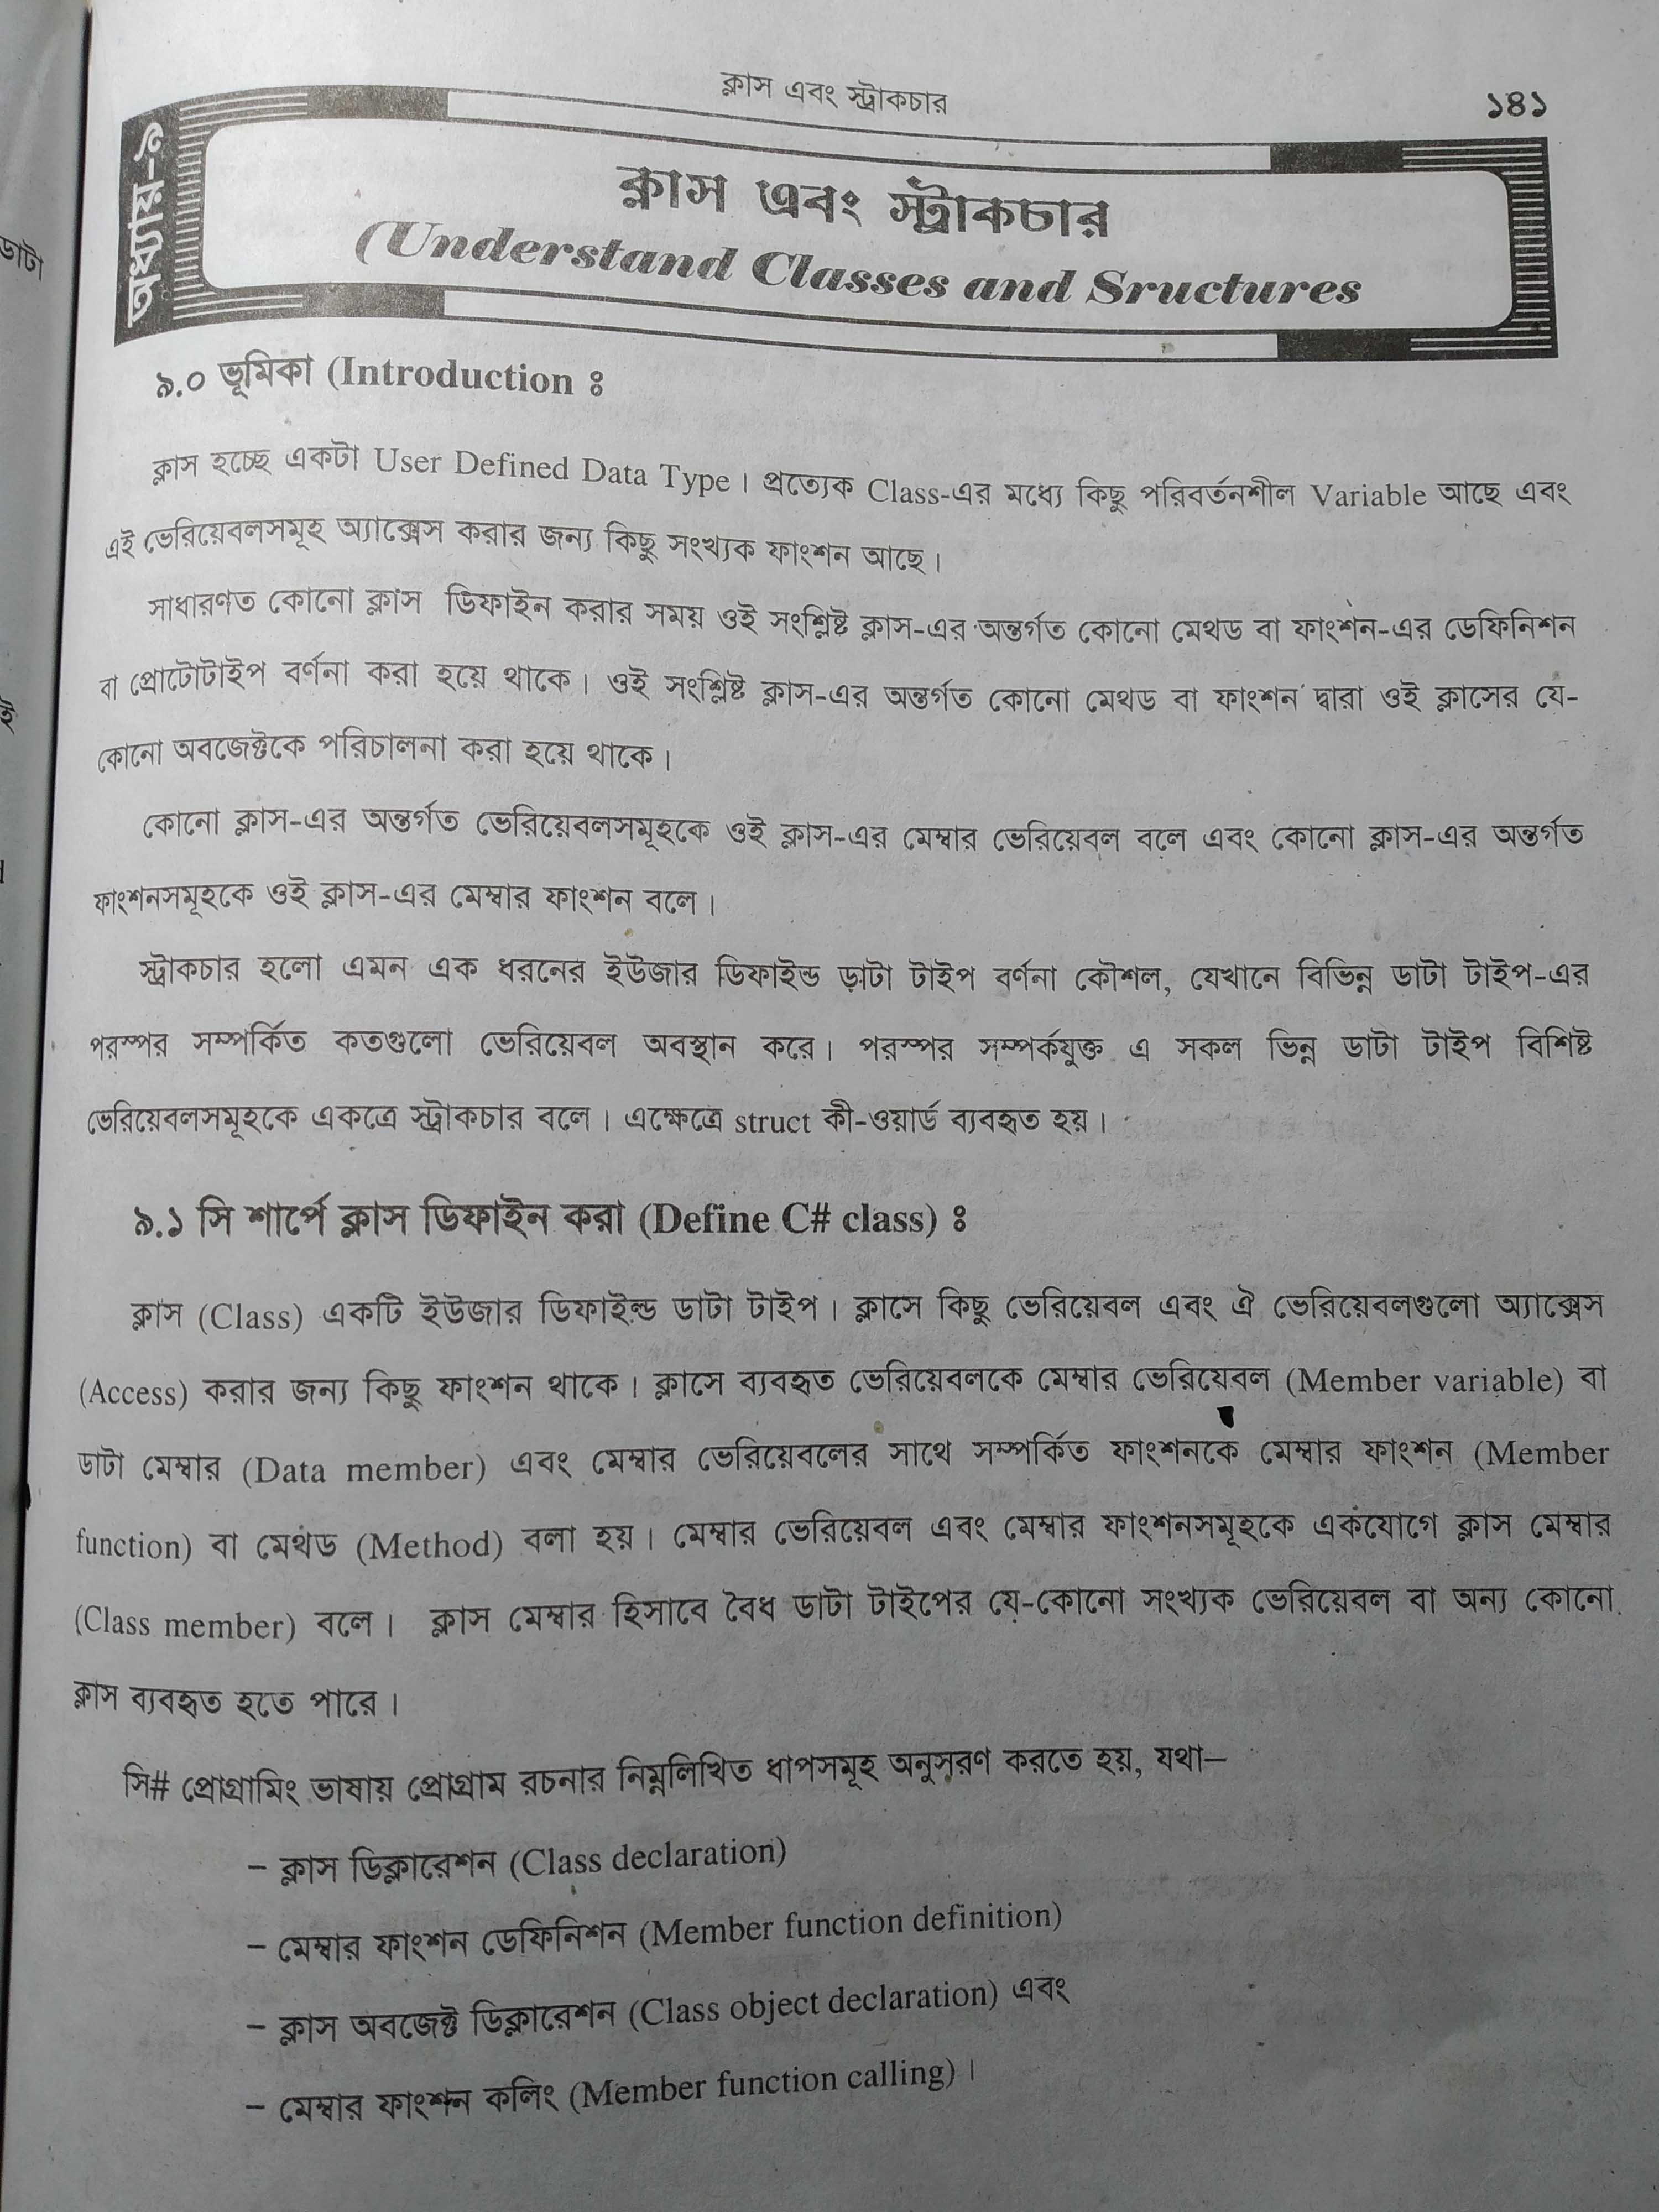 ক্লাস এবং স্ট্রাকচার
১৪১
অধ্যায়-৯
ক্লাস এবং স্ট্রাকচার
(Understand Classes and Sructures
৯.০ ভূমিকা (Introduction ঃ
ক্লাস হচ্ছে একটা User Defined Data Type। প্রত্যেক Class-এর মধ্যে কিছু পরিবর্তনশীল Variable আছে এবং
এই ভেরিয়েবলসমূহ অ্যাক্সেস করার জন্য কিছু সংখ্যক ফাংশন আছে।
সাধারণত কোনো ক্লাস ডিফাইন করার সময় ওই সংশ্লিষ্ট ক্লাস-এর অন্তর্গত কোনো মেথড বা ফাংশন-এর ডেফিনিশন
বা প্রোটোটাইপ বর্ণনা করা হয়ে থাকে। ওই সংশ্লিষ্ট ক্লাস-এর অন্তর্গত কোনো মেথড বা ফাংশন দ্বারা ওই ক্লাসের যে-
কোনো অবজেক্টকে পরিচালনা করা হয়ে থাকে।
কোনো ক্লাস-এর অন্তর্গত ভেরিয়েবলসমূহকে ওই ক্লাস-এর মেম্বার ভেরিয়েবল বলে এবং কোনো ক্লাস-এর অন্তর্গত
ফাংশনসমূহকে ওই ক্লাস-এর মেম্বার ফাংশন বলে।
স্ট্রাকচার হলো এমন এক ধরনের ইউজার ডিফাইন্ড ডাটা টাইপ বর্ণনা কৌশল, যেখানে বিভিন্ন ডাটা টাইপ-এর
পরস্পর সম্পর্কিত কতগুলো ভেরিয়েবল অবস্থান করে। পরস্পর সম্পর্কযুক্ত এ সকল ভিন্ন ডাটা টাইপ বিশিষ্ট
ভেরিয়েবলসমূহকে একত্রে স্ট্রাকচার বলে। এক্ষেত্রে struct কী-ওয়ার্ড ব্যবহৃত হয়।
৯.১ সি শার্পে ক্লাস ডিফাইন করা (Define C# class) ঃ
ক্লাস (Class) একটি ইউজার ডিফাইন্ড ডাটা টাইপ। ক্লাসে কিছু ভেরিয়েবল এবং ঐ ভেরিয়েবলগুলো অ্যাক্সেস
(Access) করার জন্য কিছু ফাংশন থাকে। ক্লাসে ব্যবহৃত ভেরিয়েবলকে মেম্বার ভেরিয়েবল (Member variable) বা
ডাটা মেম্বার (Data member) এবং মেম্বার ভেরিয়েবলের সাথে সম্পর্কিত ফাংশনকে মেম্বার ফাংশন (Member
function) বা মেথড (Method) বলা হয়। মেম্বার ভেরিয়েবল এবং মেম্বার ফাংশনসমূহকে একযোগে ক্লাস মেম্বার
(Class member) বলে। ক্লাস মেম্বার হিসাবে বৈধ ডাটা টাইপের যে-কোনো সংখ্যক ভেরিয়েবল বা অন্য কোনো
ক্লাস ব্যবহৃত হতে পারে।
সি# প্রোগ্রামিং ভাষায় প্রোগ্রাম রচনার নিম্নলিখিত ধাপসমূহ অনুসরণ করতে হয়, যথা–
– ক্লাস ডিক্লারেশন (Class declaration)
– মেম্বার ফাংশন ডেফিনিশন (Member function definition)
– ক্লাস অবজেক্ট ডিক্লারেশন (Class object declaration) এবং
– মেম্বার ফাংশন কলিং (Member function calling)।